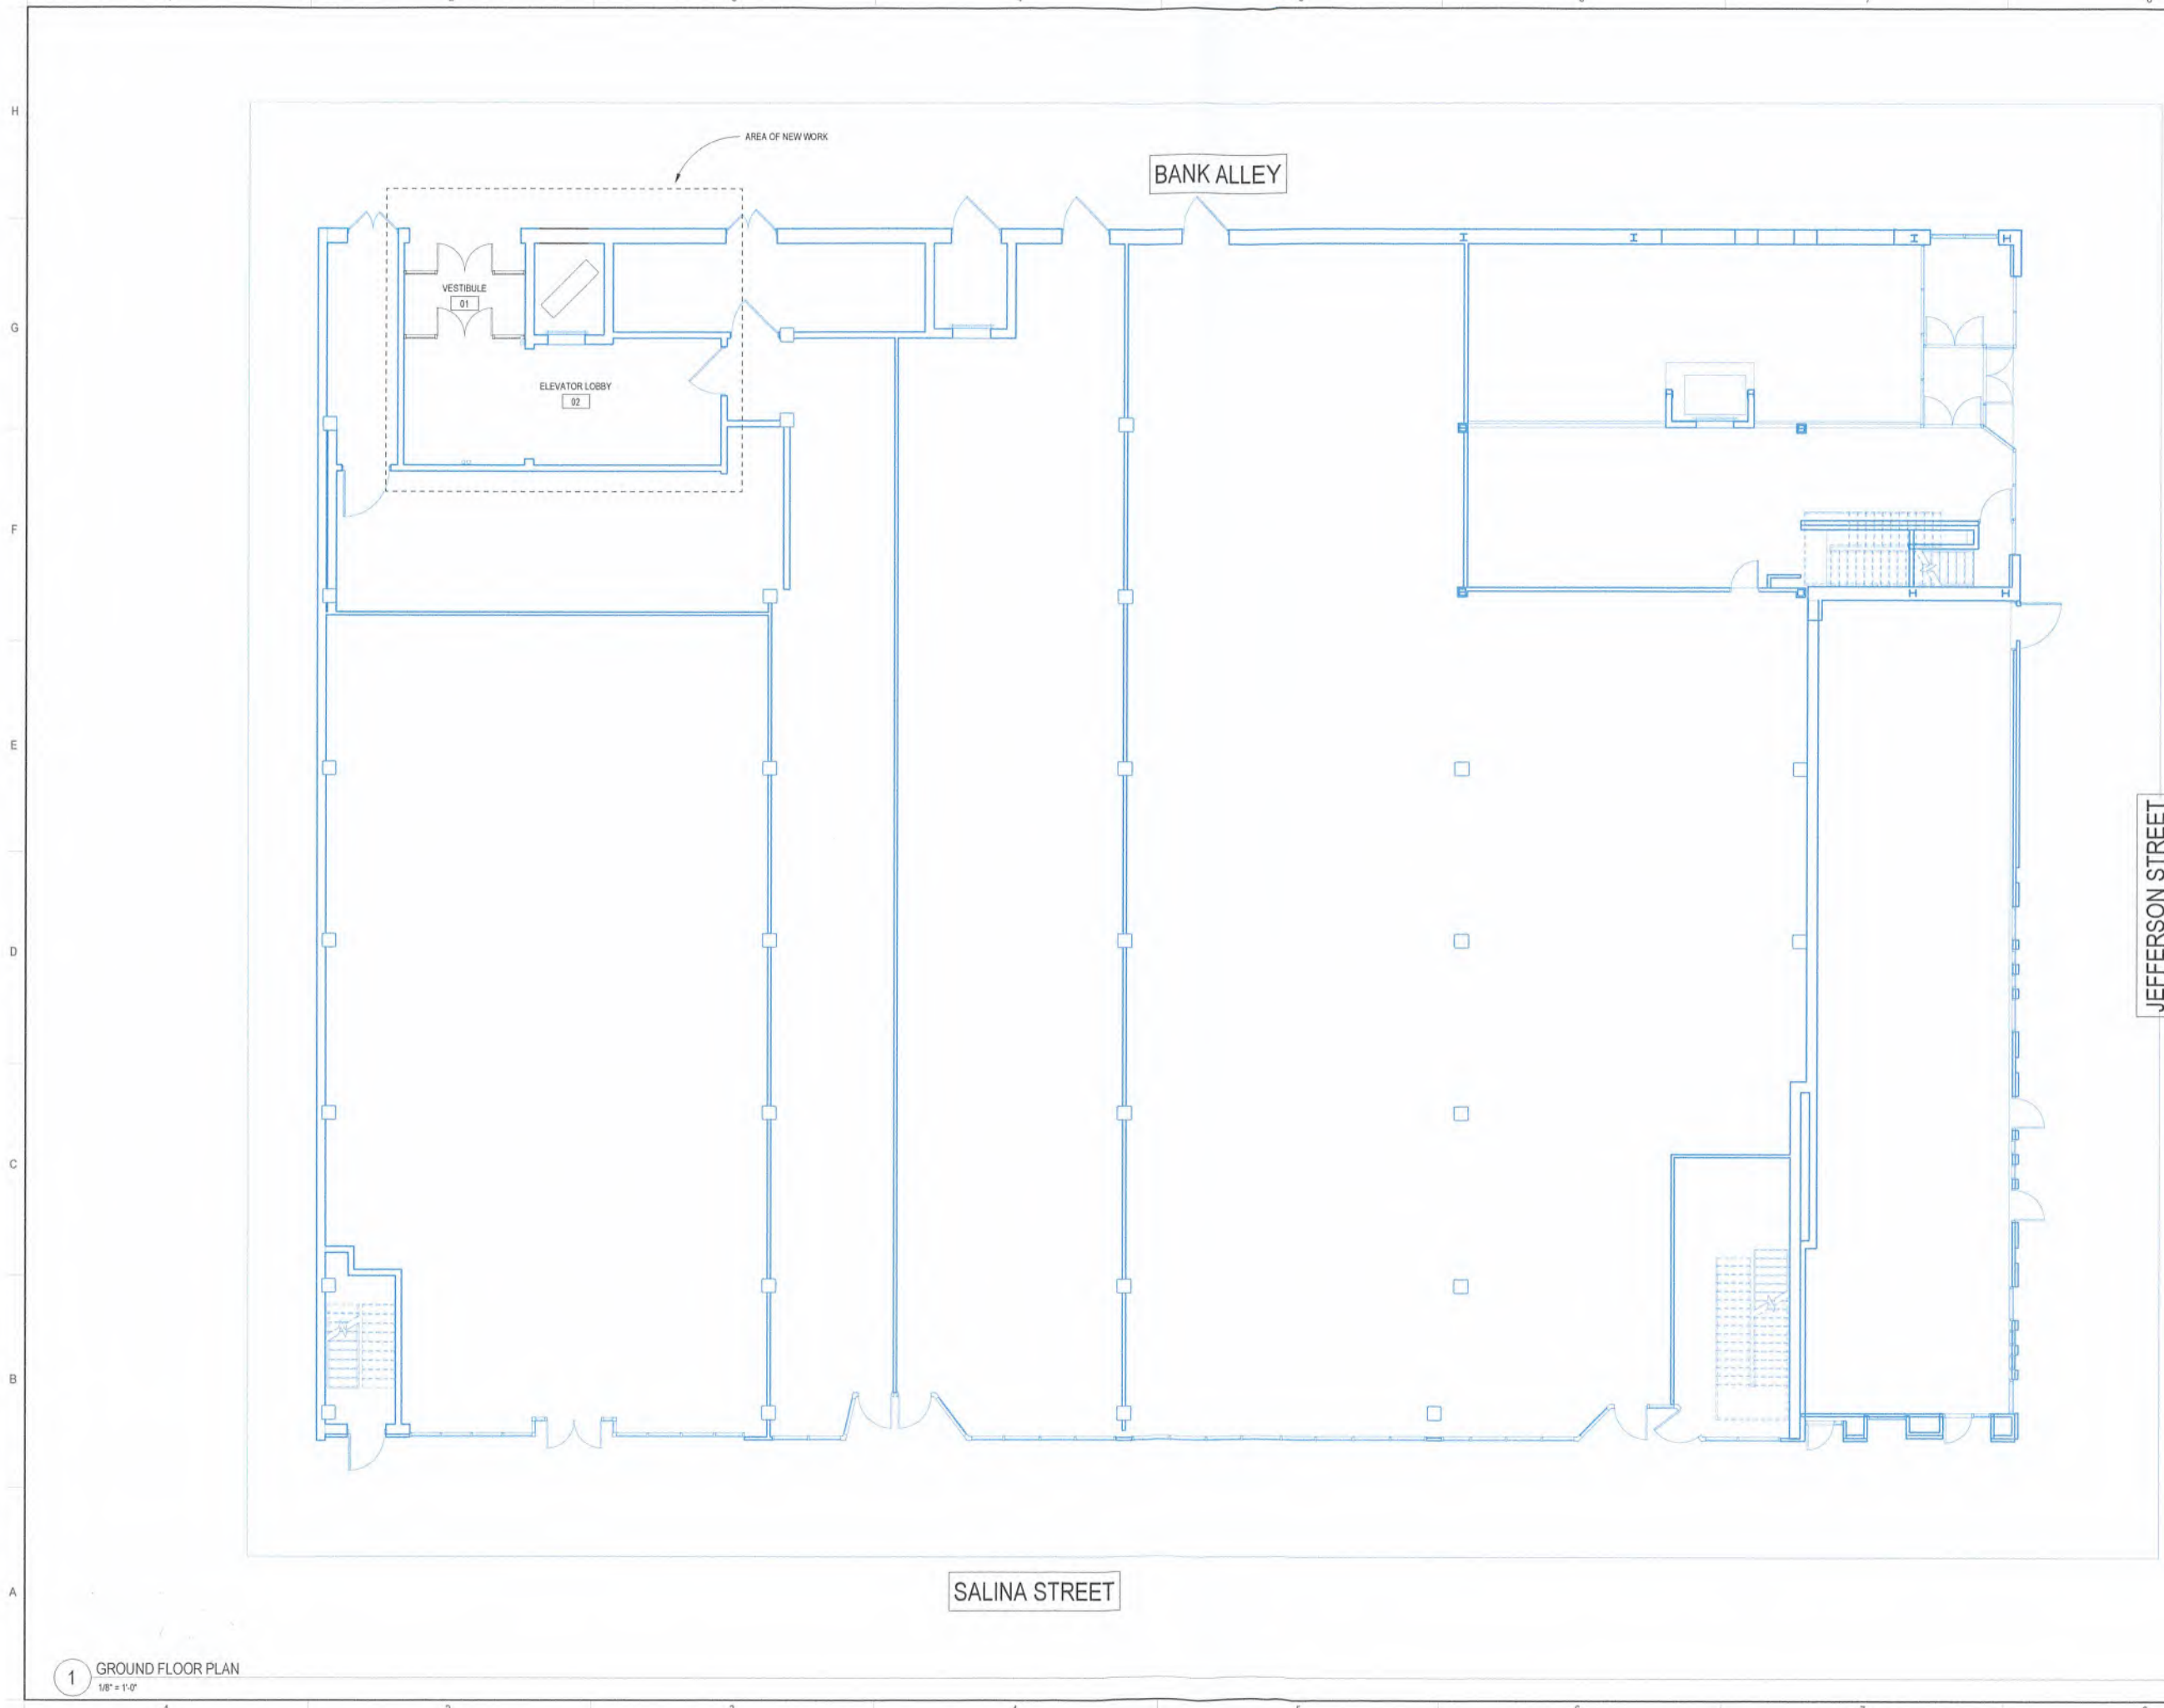 H
AREA OF NEW WORK
BANK ALLEY
VESTIBULE
01
G
ELEVATOR LOBBY
02
F
E
JEFFERSON STREET
D
C
B
A
SALINA STREET
1
GROUND FLOOR PLAN
1/8" = 1'-0"